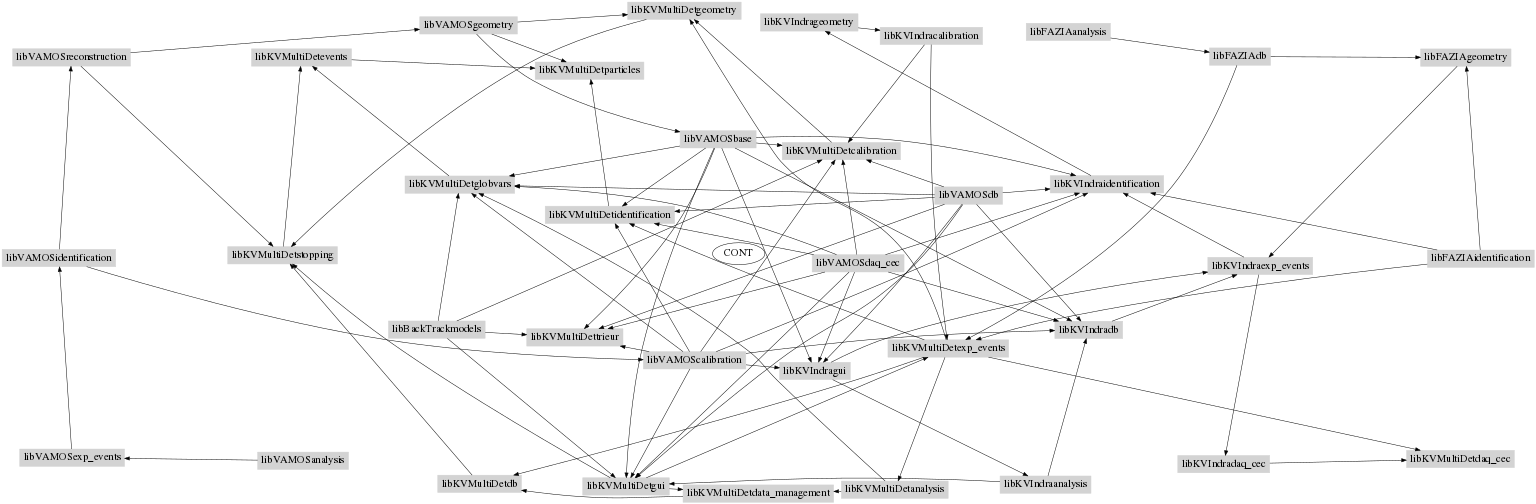 libKVMultiDetgeometry
libVAMOSgeometry
libKVIndrageometry
libKVIndracalibration
libFAZIAanalysis
libVAMOSreconstruction
libKVMultiDetevents
libKVMultiDetparticles
libFAZIAdb
libFAZIAgeometry
libVAMOSbase
libKVMultiDetcalibration
libKVMultiDetglobvars
libKVIndraidentification
libVAMOSdb
libKVMultiDetidentification
CONT
libVAMOSidentification
libKVMultiDetstopping
libVAMOSdaq_cec
libKVIndraexp_events
libFAZIAidentification
libBackTrackmodels
libKVMultiDettrieur
libKVIndradb
libKVMultiDetexp_events
libVAMOScalibration
libKVIndragui
libVAMOSexp_events
libVAMOSanalysis
libKVIndradaq_cec
libKVMultiDetdaq_cec
libKVMultiDetdb
libKVMultiDetgui
libKVMultiDetdata_management
libKVMultiDetanalysis
libKVIndraanalysis